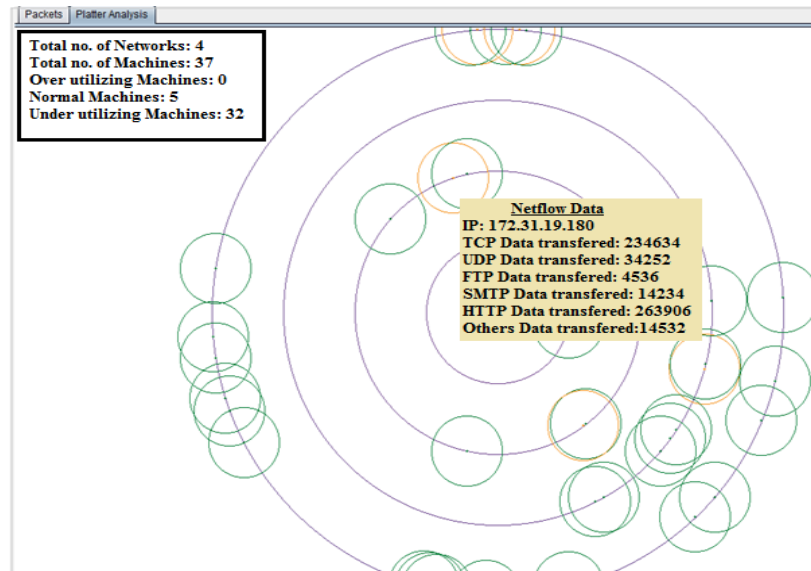 Packets Platter Analysis
Total no. of Networks: 4
Total no. of Machines: 37
Over utilizing Machines: 0
Normal Machines: 5
Under utilizing Machines: 32
Netflow Data
IP: 172.31.19.180
TCP Data transfered: 234634
UDP Data transfered: 34252
FTP Data transfered: 4536
SMTP Data transfered: 14234
HTTP Data transfered: 263906
Others Data transfered:14532